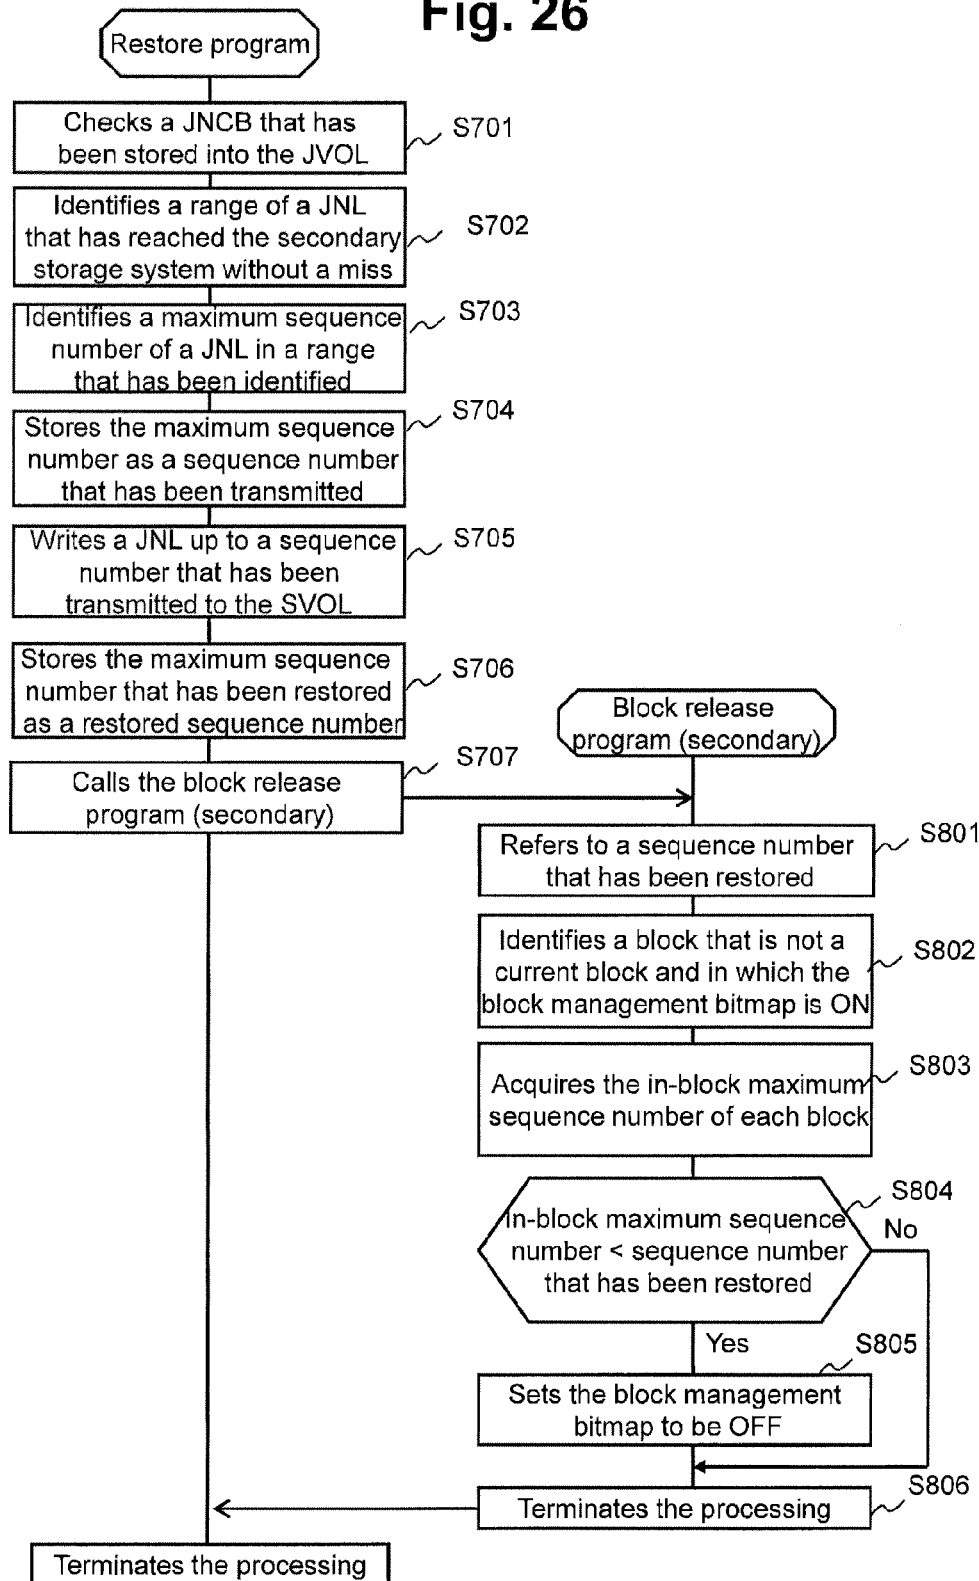 Fig. 26
Restore program
Checks a JNCB that has
been stored into the JVOL
S701
Identifies a range of a JNL
that has reached the secondary
storage system without a miss
S702
Identifies a maximum sequence
number of a JNL in a range
that has been identified
S703
Stores the maximum sequence
number as a sequence number
that has been transmitted
S704
Writes a JNL up to a sequence
number that has been
transmitted to the SVOL
S705
Stores the maximum sequence
number that has been restored
as a restored sequence number
S706
Calls the block release
program (secondary)
S707
Block release
program (secondary)
Refers to a sequence number
that has been restored
S801
Identifies a block that is not a
current block and in which the
block management bitmap is ON
S802
Acquires the in-block maximum
sequence number of each block
S803
In-block maximum sequence
number < sequence number
that has been restored
S804
No
Yes
Sets the block management
bitmap to be OFF
S805
Terminates the processing
S806
Terminates the processing